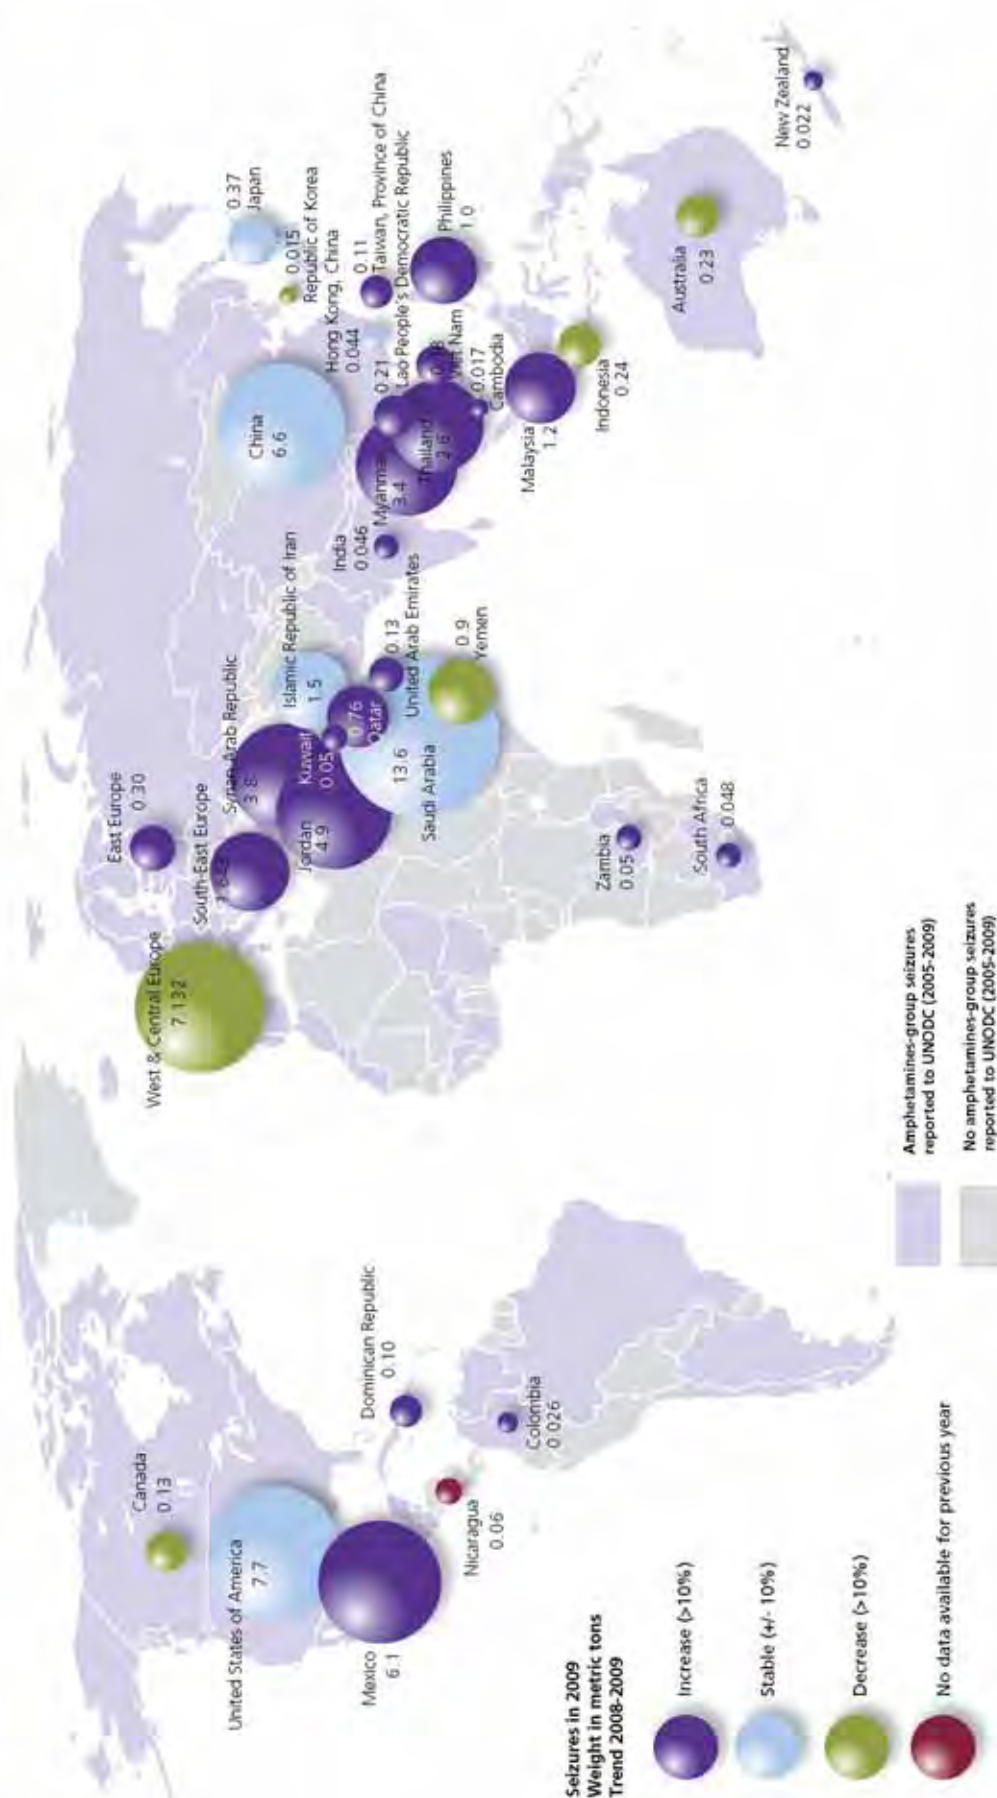 Canada
0.13
United States of America
7.7
Mexico
6.1
Dominican Republic
0.10
Nicaragua
0.06
Colombia
0.026
West & Central Europe
7.132
East Europe
0.30
South-East Europe
Syrian Arab Republic
3.8
Jordan
4.9
Kuwait
0.05
Islamic Republic of Iran
1.5
0.76
Qatar
0.13
United Arab Emirates
13.6
Saudi Arabia
0.9
Yemen
Zambia
0.05
South Africa
0.048
India
0.046
Myanmar
3.4
China
6.6
Hong Kong, China
0.044
0.21
Lao People's Democratic Republic
Thailand
2.6
Viet Nam
0.017
Cambodia
0.11
Taiwan, Province of China
0.015
Republic of Korea
0.37
Japan
Philippines
1.0
Malaysia
1.2
Indonesia
0.24
Australia
0.23
New Zealand
0.022
Seizures in 2009
Weight in metric tons
Trend 2008-2009
Increase (>10%)
Stable (+/- 10%)
Decrease (>10%)
No data available for previous year
Amphetamines-group seizures
reported to UNODC (2005-2009)
No amphetamines-group seizures
reported to UNODC (2005-2009)